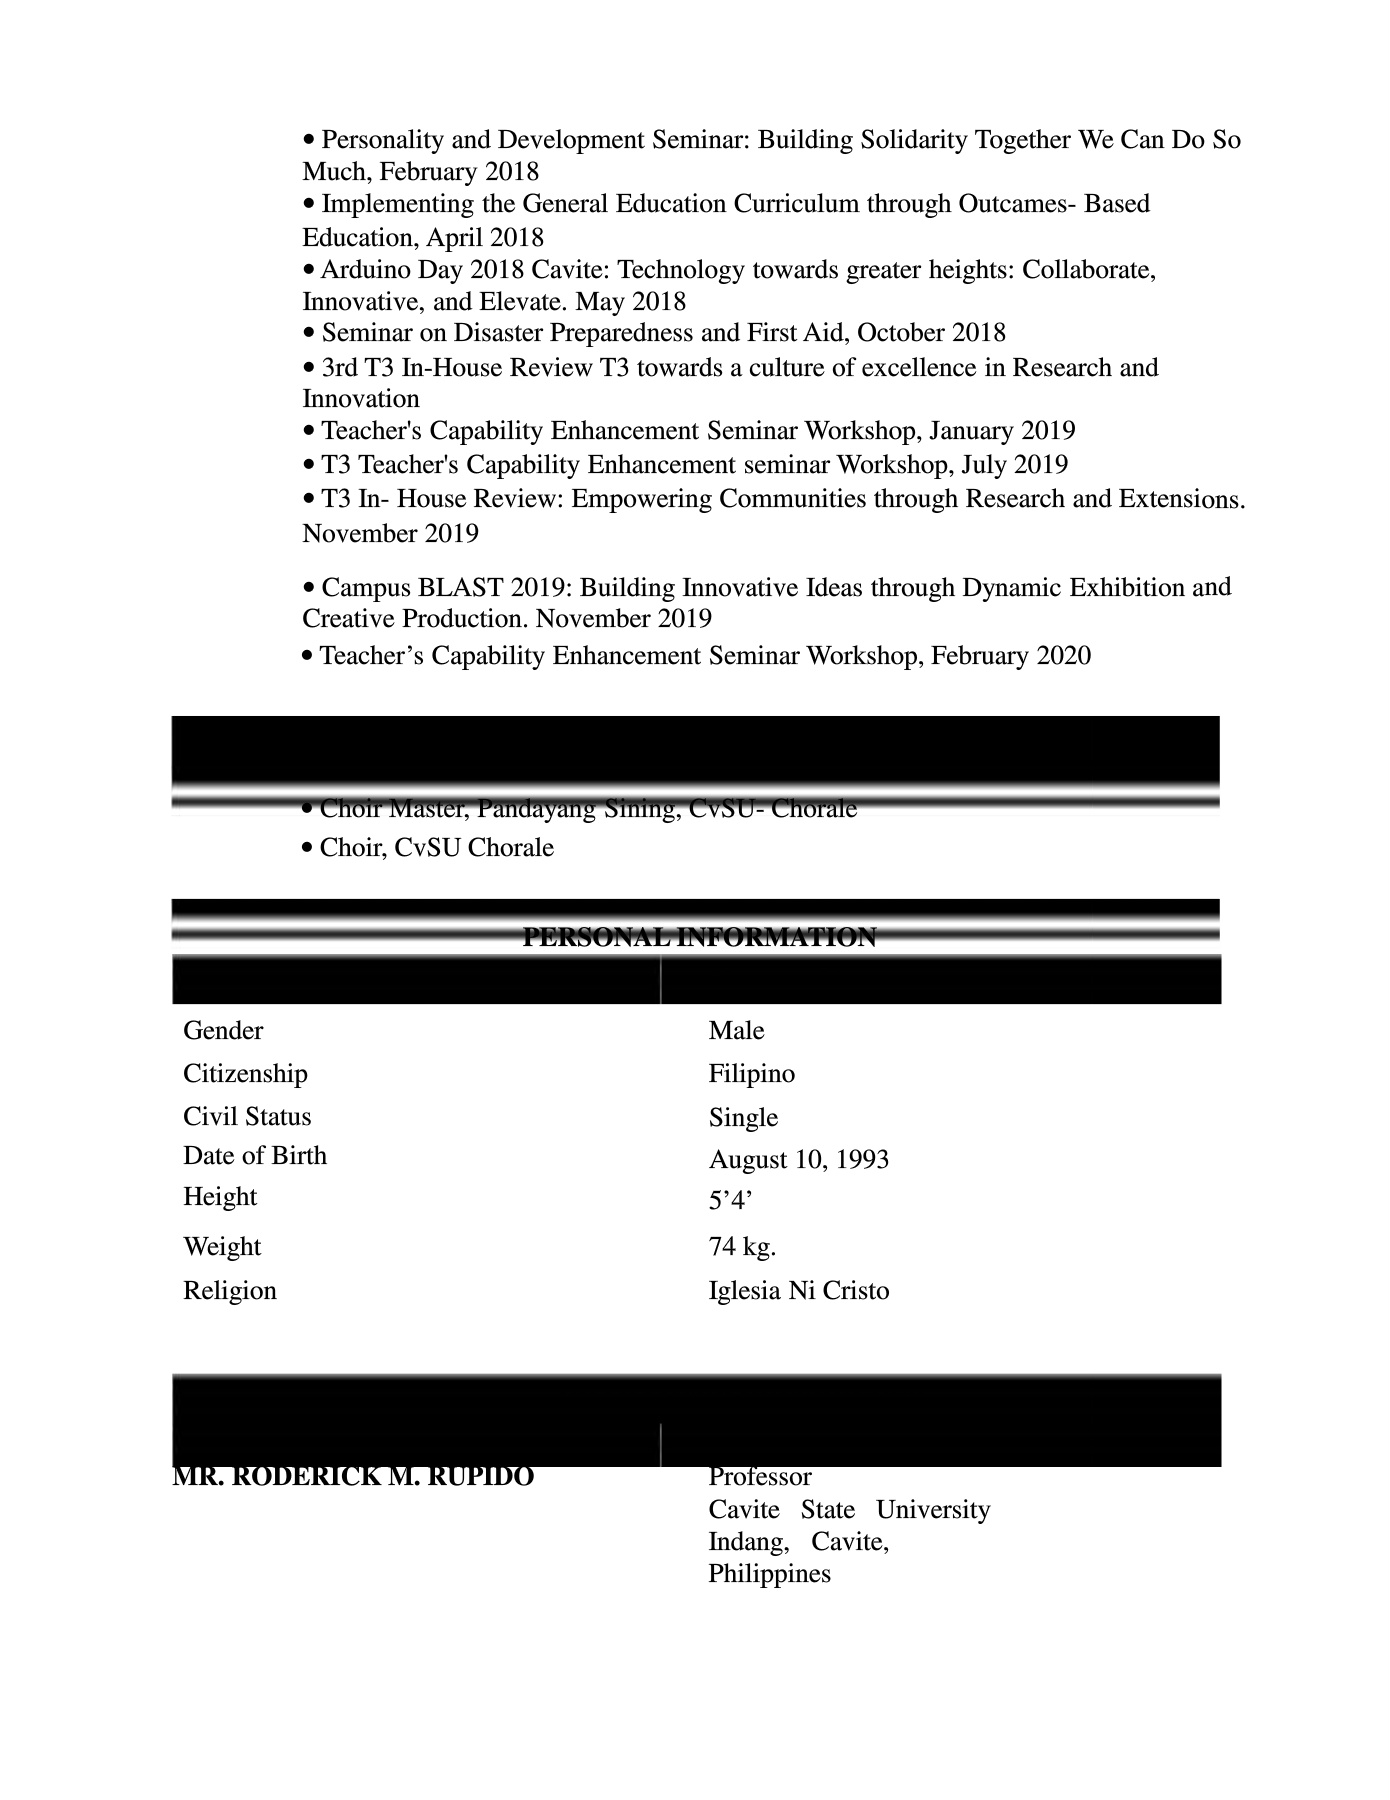 • Personality and Development Seminar: Building Solidarity Together We Can Do So
Much, February 2018
• Implementing the General Education Curriculum through Outcames- Based
Education, April 2018
• Arduino Day 2018 Cavite: Technology towards greater heights: Collaborate,
Innovative, and Elevate. May 2018
• Seminar on Disaster Preparedness and First Aid, October 2018
• 3rd T3 In-House Review T3 towards a culture of excellence in Research and
Innovation
• Teacher's Capability Enhancement Seminar Workshop, January 2019
• T3 Teacher's Capability Enhancement seminar Workshop, July 2019
• T3 In- House Review: Empowering Communities through Research and Extensions.
November 2019
• Campus BLAST 2019: Building Innovative Ideas through Dynamic Exhibition and
Creative Production. November 2019
• Teacher’s Capability Enhancement Seminar Workshop, February 2020
• Choir Master, Pandayang Sining, CvSU- Chorale
• Choir, CvSU Chorale
PERSONAL INFORMATION
Gender Male
Citizenship Filipino
Civil Status Single
Date of Birth August 10, 1993
Height 5’4’
Weight 74 kg.
Religion Iglesia Ni Cristo
MR. RODERICK M. RUPIDO Professor
Cavite State University
Indang, Cavite,
Philippines